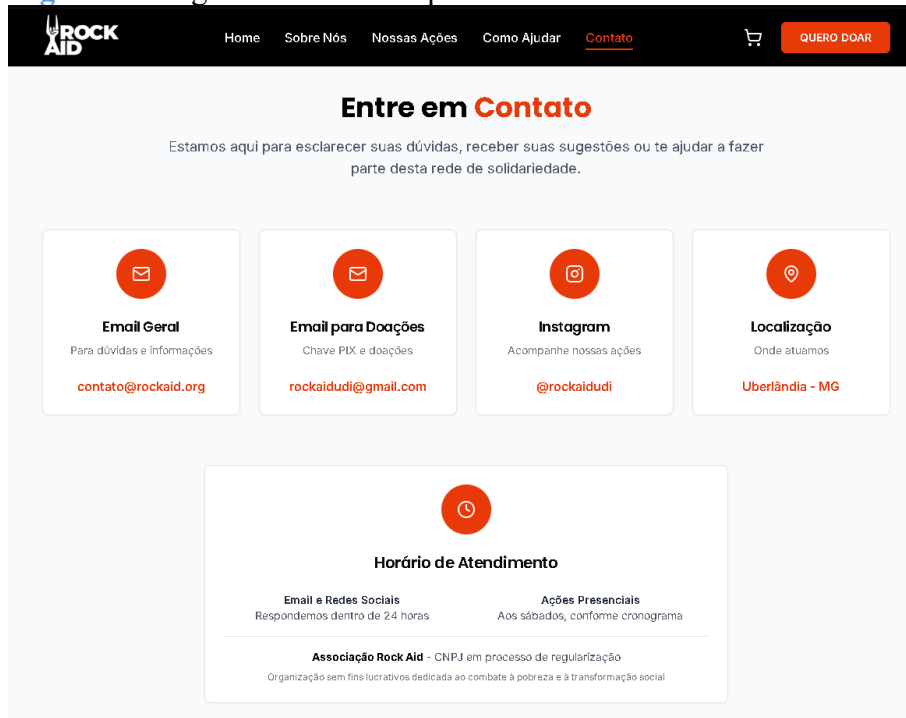 ROCK
AID
Home Sobre Nós Nossas Ações Como Ajudar Contato
QUERO DOAR
Entre em Contato
Estamos aqui para esclarecer suas dúvidas, receber suas sugestões ou te ajudar a fazer
parte desta rede de solidariedade.
Email Geral
Para dúvidas e informações
contato@rockaid.org
Email para Doações
Chave PIX e doações
rockaidudi@gmail.com
Instagram
Acompanhe nossas ações
@rockaidudi
Localização
Onde atuamos
Uberlândia - MG
Horário de Atendimento
Email e Redes Sociais
Respondemos dentro de 24 horas
Ações Presenciais
Aos sábados, conforme cronograma
Associação Rock Aid - CNPJ em processo de regularização
Organização sem fins lucrativos dedicada ao combate à pobreza e à transformação social